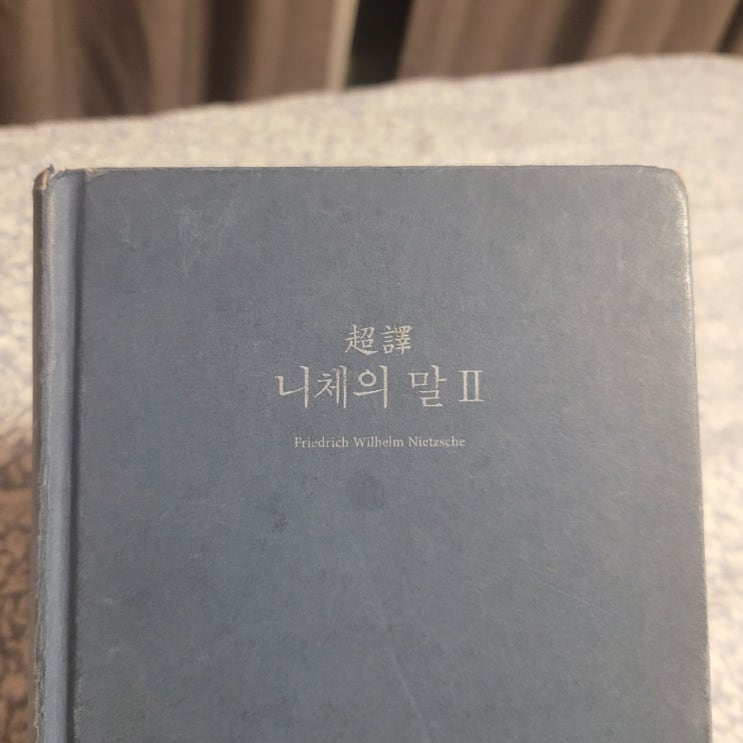 超譯
니체의 말 Ⅱ
Friedrich Wilhelm Nietzsche